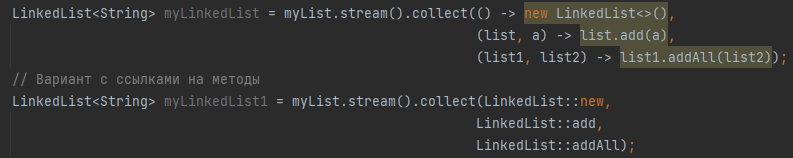 LinkedList<String> myLinkedList = myList.stream().collect(() -> new LinkedList<>(),
(list, a) -> list.add(a),
(list1, list2) -> list1.addAll(list2));
// Вариант с ссылками на методы
LinkedList<String> myLinkedList1 = myList.stream().collect(LinkedList::new,
LinkedList::add,
LinkedList::addAll);